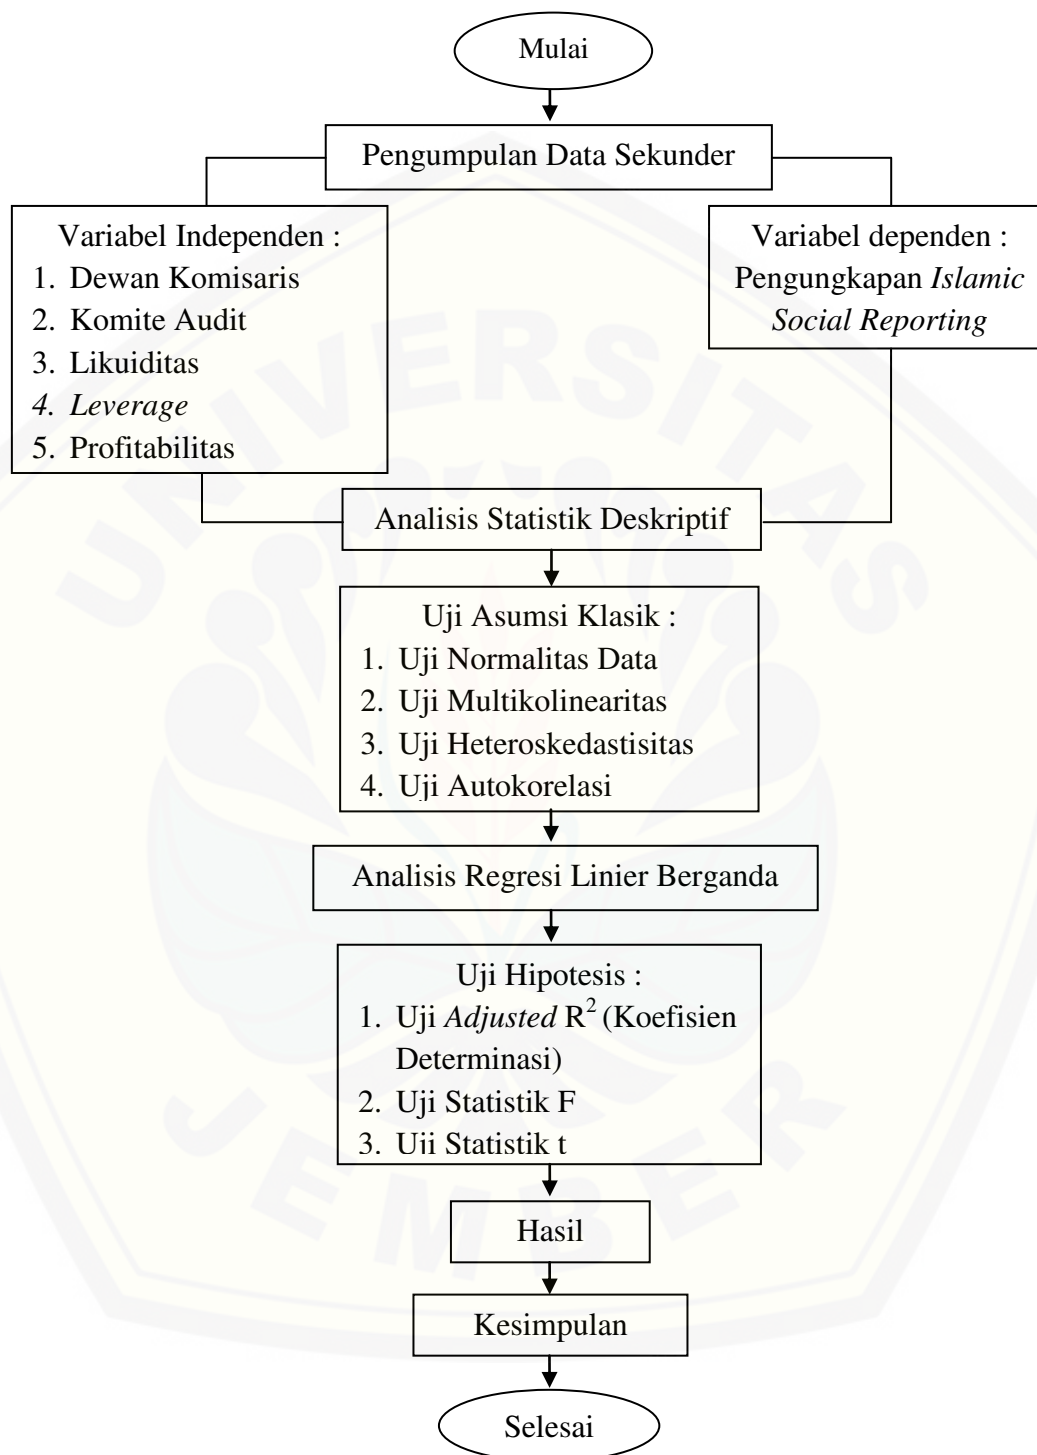 Mulai
Pengumpulan Data Sekunder
Variabel Independen :
1. Dewan Komisaris
2. Komite Audit
3. Likuiditas
4. Leverage
5. Profitabilitas
Variabel dependen :
Pengungkapan Islamic
Social Reporting
Analisis Statistik Deskriptif
Uji Asumsi Klasik :
1. Uji Normalitas Data
2. Uji Multikolinearitas
3. Uji Heteroskedastisitas
4. Uji Autokorelasi
Analisis Regresi Linier Berganda
Uji Hipotesis :
1. Uji Adjusted R² (Koefisien
Determinasi)
2. Uji Statistik F
3. Uji Statistik t
Hasil
Kesimpulan
Selesai
UNIVERSITAS
JEMBER